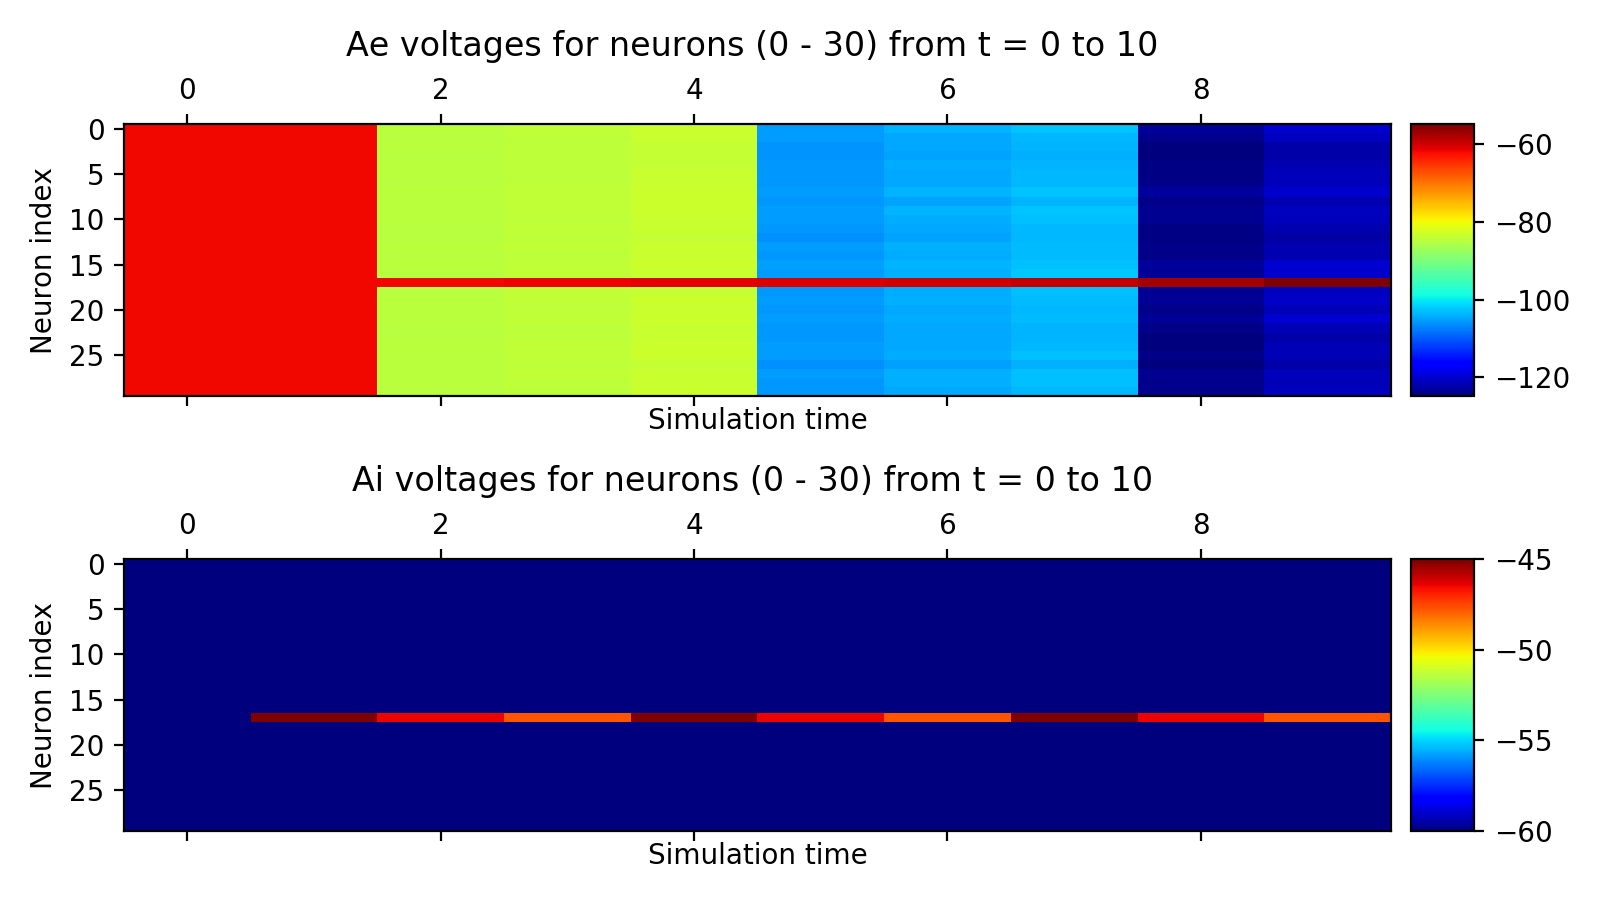 Ae voltages for neurons (0 - 30) from t = 0 to 10
0 2 4 6 8
Neuron index
0
5
10
15
20
25
−60
−80
−100
−120
Simulation time
Ai voltages for neurons (0 - 30) from t = 0 to 10
0 2 4 6 8
Neuron index
0
5
10
15
20
25
−45
−50
−55
−60
Simulation time